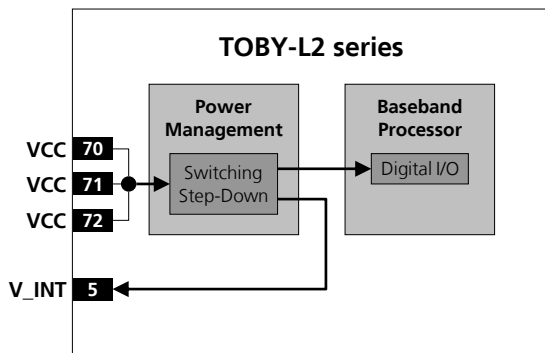 TOBY-L2 series
Power
Management
Baseband
Processor
VCC 70
VCC 71
VCC 72
Switching
Step-Down
Digital I/O
V_INT 5